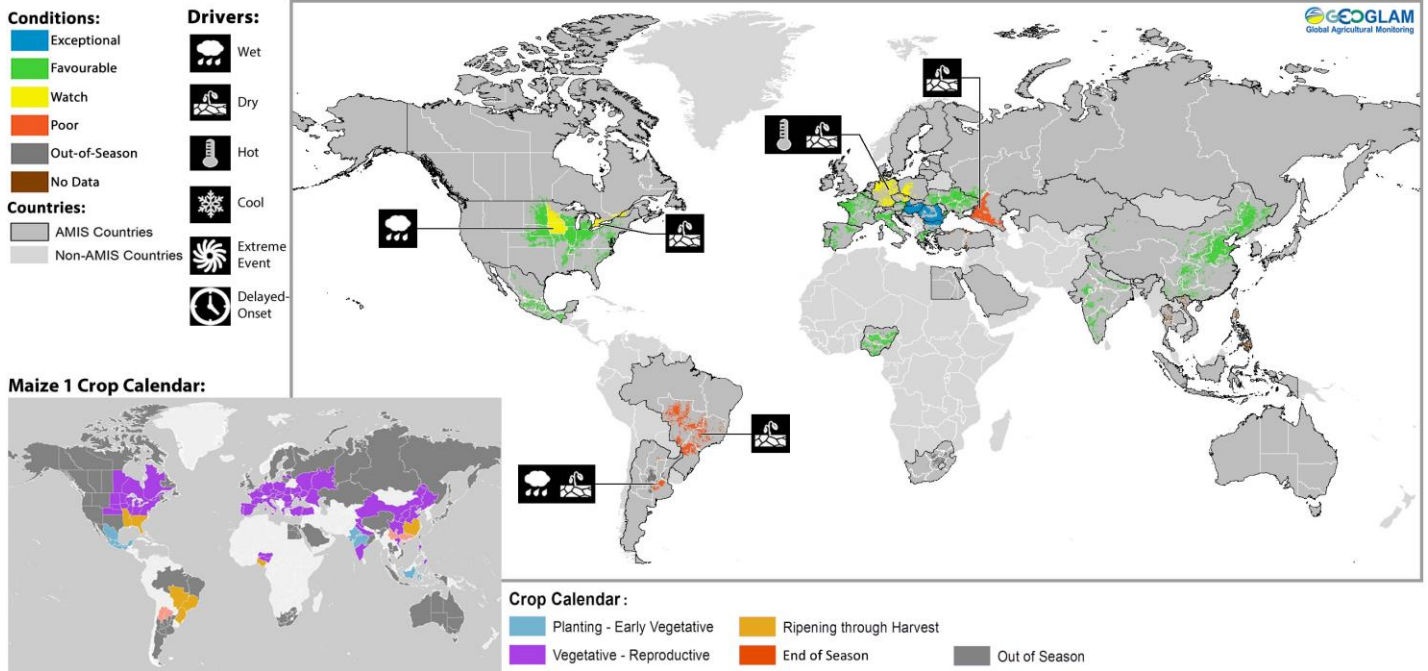 Conditions:
Exceptional
Favourable
Watch
Poor
Out-of-Season
No Data
Countries:
AMIS Countries
Non-AMIS Countries
Drivers:
Wet
Dry
Hot
Cool
Extreme
Event
Delayed-
Onset
GEOGLAM
Global Agricultural Monitoring
Maize 1 Crop Calendar:
Crop Calendar :
Planting - Early Vegetative
Ripening through Harvest
Vegetative - Reproductive
End of Season
Out of Season